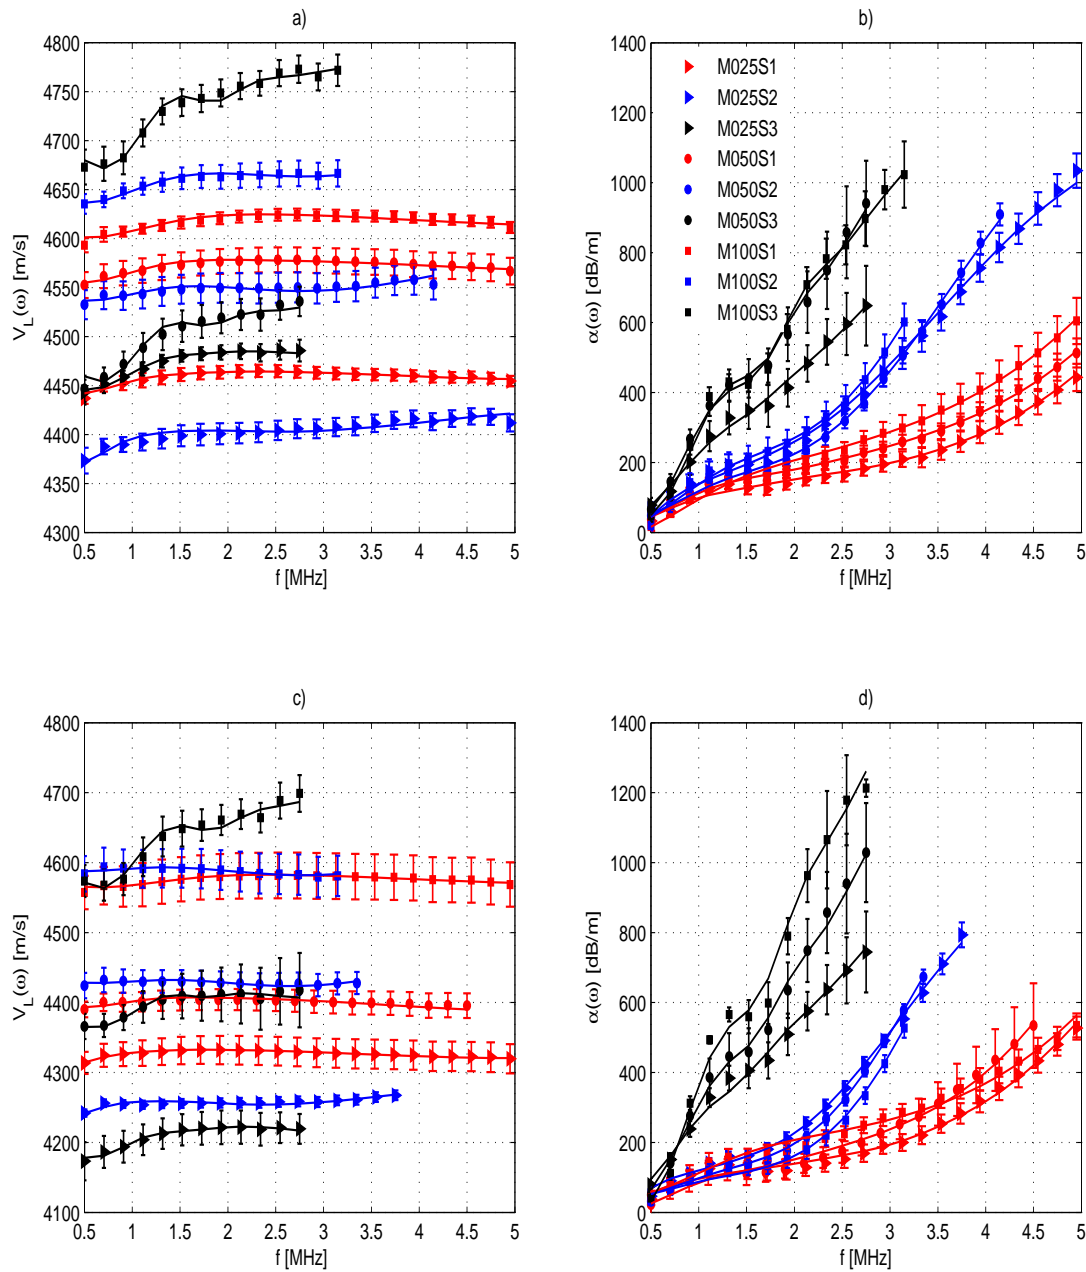 a)
4800
4750
4700
4650
4600
4550
4500
4450
4400
4350
4300
V_L(ω) [m/s]
0.5 1 1.5 2 2.5 3 3.5 4 4.5 5
f [MHz]
b)
1400
1200
1000
800
600
400
200
0
α(ω) [dB/m]
M025S1
M025S2
M025S3
M050S1
M050S2
M050S3
M100S1
M100S2
M100S3
0.5 1 1.5 2 2.5 3 3.5 4 4.5 5
f [MHz]
c)
4800
4700
4600
4500
4400
4300
4200
4100
V_L(ω) [m/s]
0.5 1 1.5 2 2.5 3 3.5 4 4.5 5
f [MHz]
d)
1400
1200
1000
800
600
400
200
0
α(ω) [dB/m]
0.5 1 1.5 2 2.5 3 3.5 4 4.5 5
f [MHz]